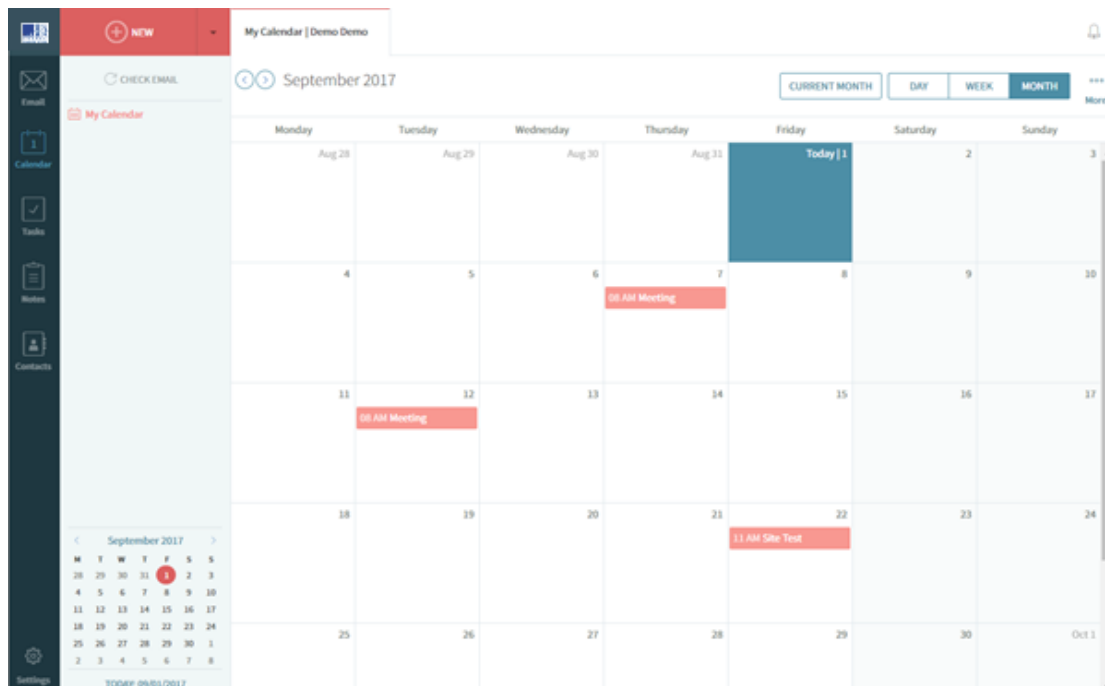 NEW
My Calendar | Demo Demo
Email
Calendar
1
Tasks
Notes
Contacts
Settings
CHECK EMAIL
My Calendar
September 2017
CURRENT MONTH
DAY WEEK MONTH
More
Monday Tuesday Wednesday Thursday Friday Saturday Sunday
Aug 28 Aug 29 Aug 30 Aug 31 Today | 1 2 3
4 5 6 7 8 9 10
08 AM Meeting
11 12 13 14 15 16 17
08 AM Meeting
18 19 20 21 22 23 24
11 AM Site Test
25 26 27 28 29 30 Oct 1
September 2017
M T W T F S S
28 29 30 31 1 2 3
4 5 6 7 8 9 10
11 12 13 14 15 16 17
18 19 20 21 22 23 24
25 26 27 28 29 30 1
2 3 4 5 6 7 8
TODAY 09/01/2017